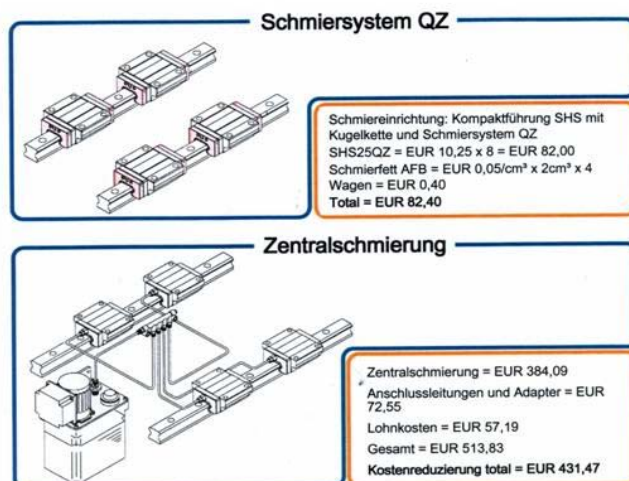 Schmiersystem QZ
Schmiereinrichtung: Kompaktführung SHS mit
Kugelkette und Schmiersystem QZ
SHS25QZ = EUR 10,25 x 8 = EUR 82,00
Schmierfett AFB = EUR 0,05/cm³ x 2cm³ x 4
Wagen = EUR 0,40
Total = EUR 82,40
Zentralschmierung
Zentralschmierung = EUR 384,09
Anschlussleitungen und Adapter = EUR
72,55
Lohnkosten = EUR 57,19
Gesamt = EUR 513,83
Kostenreduzierung total = EUR 431,47